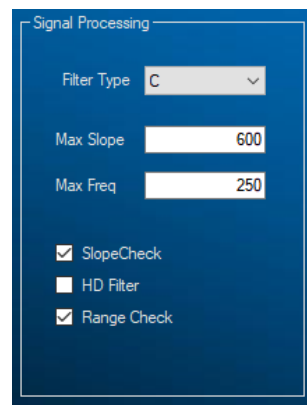 Signal Processing
Filter Type C
Max Slope 600
Max Freq 250
SlopeCheck
HD Filter
Range Check